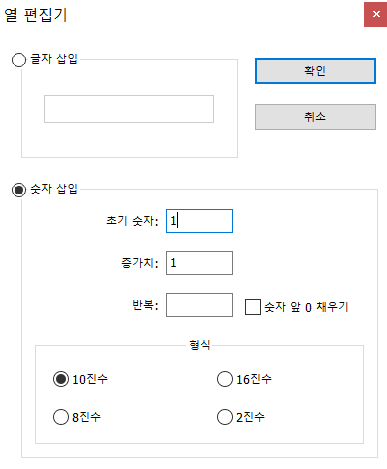 열 편집기
글자 삽입
확인
취소
숫자 삽입
초기 숫자: 1
증가치: 1
반복:
숫자 앞 0 채우기
형식
10진수
16진수
8진수
2진수